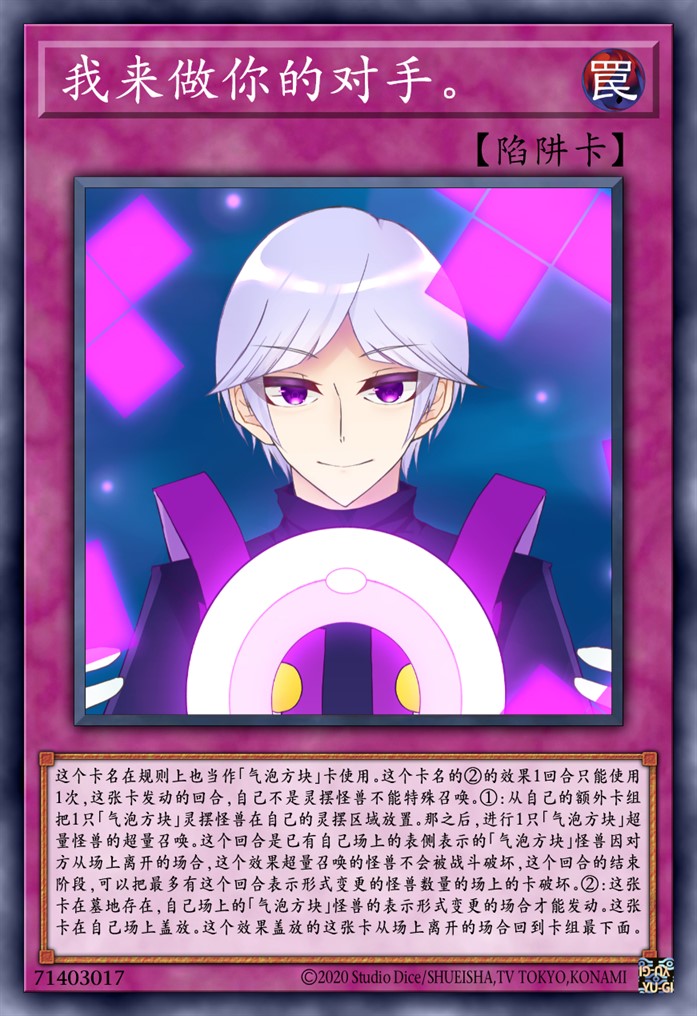 我来做你的对手。
罠
【陷阱卡】
这个卡名在规则上也当作「气泡方块」卡使用。这个卡名的②的效果1回合只能使用
1次，这张卡发动的回合，自己不是灵摆怪兽不能特殊召唤。①：从自己的额外卡组
把1只「气泡方块」灵摆怪兽在自己的灵摆区域放置。那之后，进行1只「气泡方块」超
量怪兽的超量召唤。这个回合是已有自己场上的表侧表示的「气泡方块」怪兽因对
方从场上离开的场合，这个效果超量召唤的怪兽不会被战斗破坏，这个回合的结束
阶段，可以把最多有这个回合表示形式变更的怪兽数量的场上的卡破坏。②：这张
卡在墓地存在，自己场上的「气泡方块」怪兽的表示形式变更的场合才能发动。这张
卡在自己场上盖放。这个效果盖放的这张卡从场上离开的场合回到卡组最下面。
71403017
©2020 Studio Dice/SHUEISHA,TV TOKYO,KONAMI